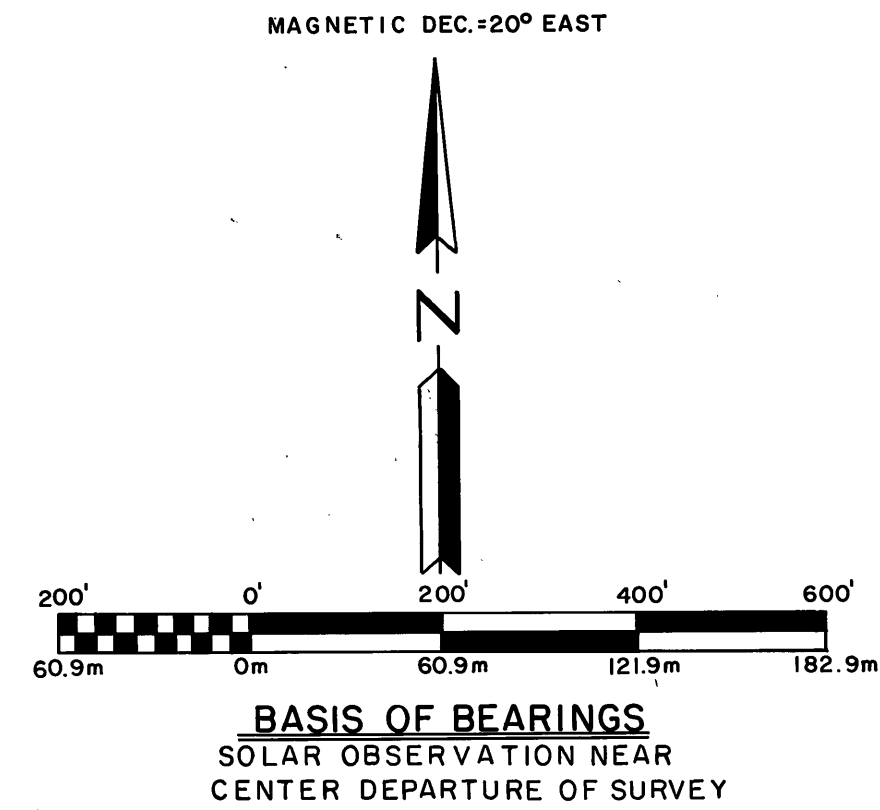 MAGNETIC DEC.=20° EAST
N
200' 0' 200' 400' 600'
60.9m 0m 60.9m 121.9m 182.9m
BASIS OF BEARINGS
SOLAR OBSERVATION NEAR
CENTER DEPARTURE OF SURVEY